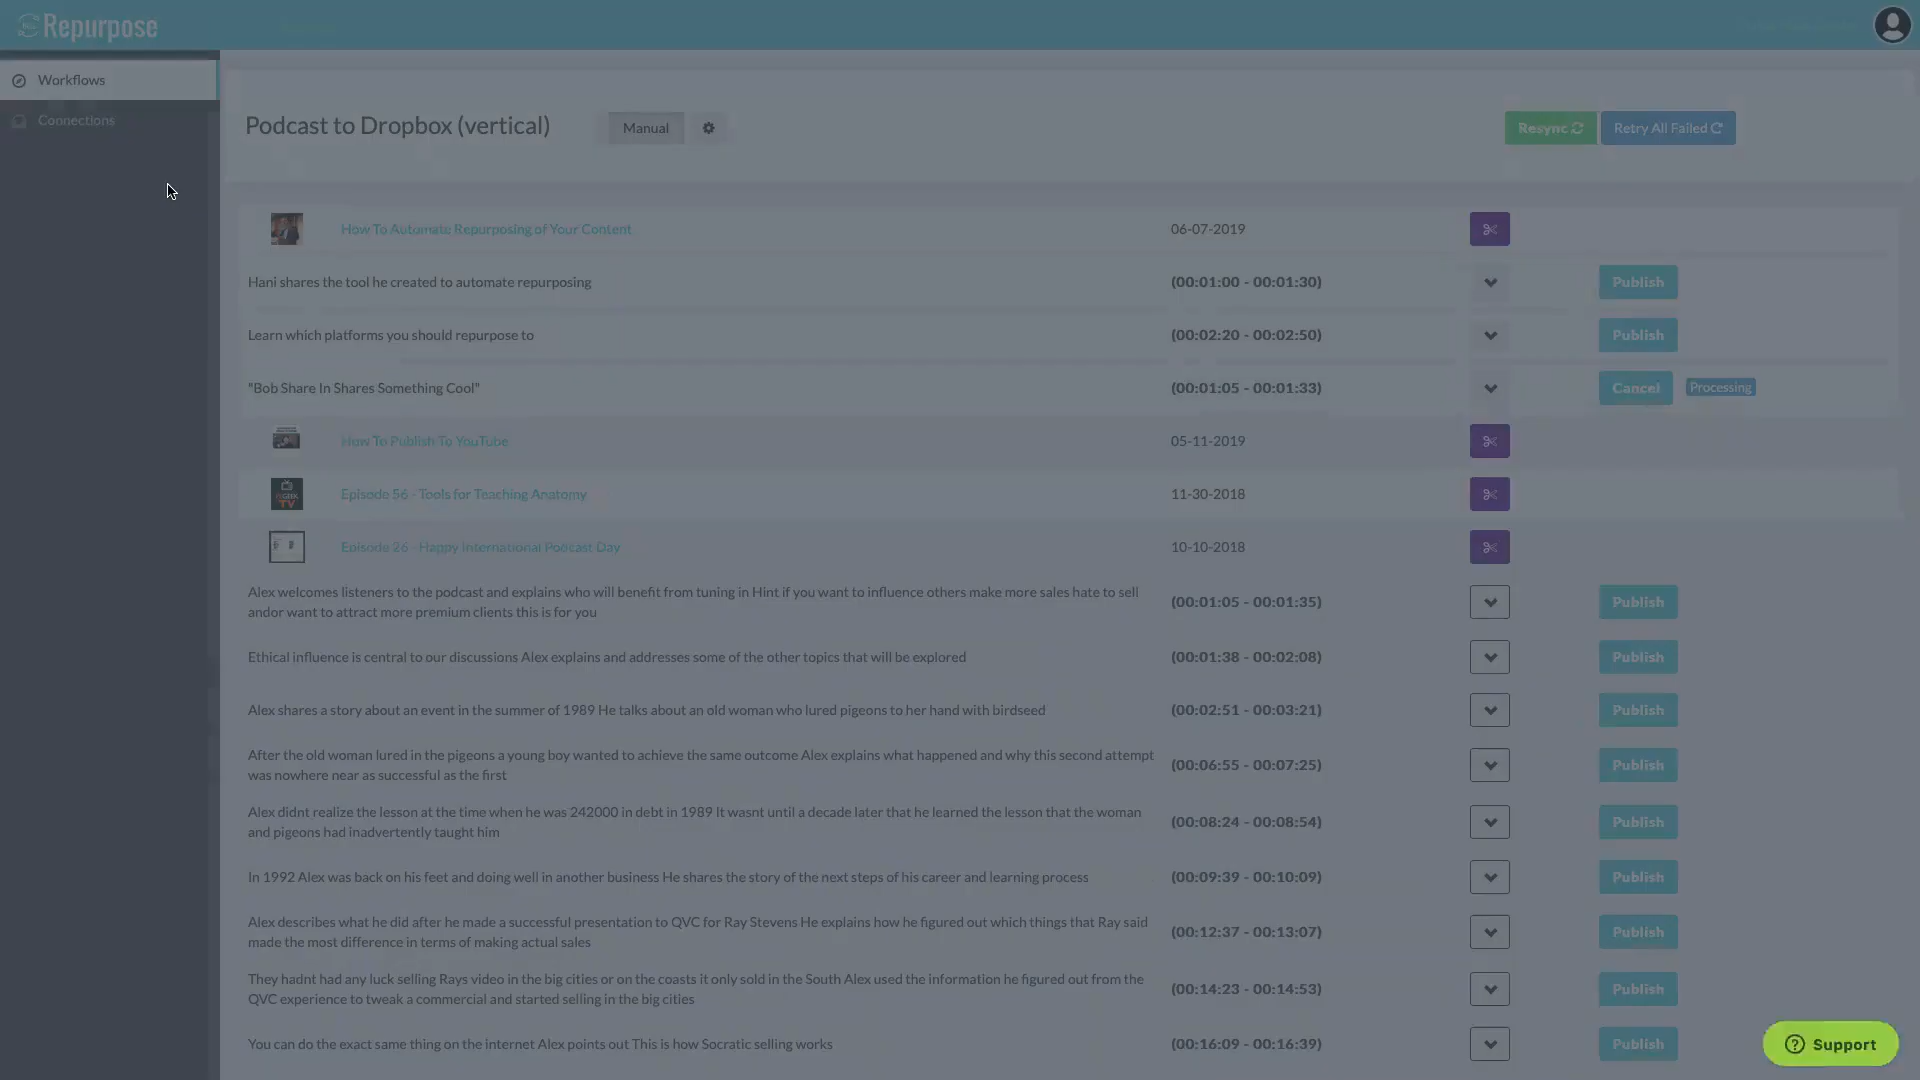 Repurpose
Workflows
Connections
Podcast to Dropbox (vertical)
Manual
Resync
Retry All Failed
How To Automate Repurposing of Your Content
06-07-2019
Hani shares the tool he created to automate repurposing
(00:01:00 - 00:01:30)
Publish
Learn which platforms you should repurpose to
(00:02:20 - 00:02:50)
Publish
"Bob Share In Shares Something Cool"
(00:01:05 - 00:01:33)
Cancel
Processing
How To Publish To YouTube
05-11-2019
TV
Episode 56 - Tools for Teaching Anatomy
11-30-2018
Episode 26 - Happy International Podcast Day
10-10-2018
Alex welcomes listeners to the podcast and explains who will benefit from tuning in Hint if you want to influence others make more sales hate to sell
andor want to attract more premium clients this is for you
(00:01:05 - 00:01:35)
Publish
Ethical influence is central to our discussions Alex explains and addresses some of the other topics that will be explored
(00:01:38 - 00:02:08)
Publish
Alex shares a story about an event in the summer of 1989 He talks about an old woman who lured pigeons to her hand with birdseed
(00:02:51 - 00:03:21)
Publish
After the old woman lured in the pigeons a young boy wanted to achieve the same outcome Alex explains what happened and why this second attempt
was nowhere near as successful as the first
(00:06:55 - 00:07:25)
Publish
Alex didnt realize the lesson at the time when he was 242000 in debt in 1989 It wasnt until a decade later that he learned the lesson that the woman
and pigeons had inadvertently taught him
(00:08:24 - 00:08:54)
Publish
In 1992 Alex was back on his feet and doing well in another business He shares the story of the next steps of his career and learning process
(00:09:39 - 00:10:09)
Publish
Alex describes what he did after he made a successful presentation to QVC for Ray Stevens He explains how he figured out which things that Ray said
made the most difference in terms of making actual sales
(00:12:37 - 00:13:07)
Publish
They hadnt had any luck selling Rays video in the big cities or on the coasts it only sold in the South Alex used the information he figured out from the
QVC experience to tweak a commercial and started selling in the big cities
(00:14:23 - 00:14:53)
Publish
You can do the exact same thing on the internet Alex points out This is how Socratic selling works
(00:16:09 - 00:16:39)
Publish
Support